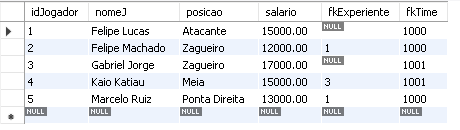 idJogador nomeJ posicao salario fkExperiente fkTime
1 Felipe Lucas Atacante 15000.00 NULL 1000
2 Felipe Machado Zagueiro 12000.00 1 1000
3 Gabriel Jorge Zagueiro 17000.00 NULL 1001
4 Kaio Katiau Meia 15000.00 3 1001
5 Marcelo Ruiz Ponta Direita 13000.00 1 1000
NULL NULL NULL NULL NULL NULL